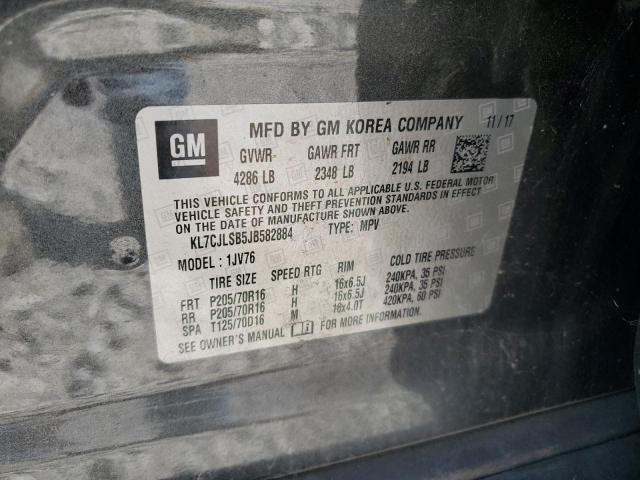 GM
MFD BY GM KOREA COMPANY 11/17
GVWR- GAWR FRT GAWR RR
4286 LB 2348 LB 2194 LB
THIS VEHICLE CONFORMS TO ALL APPLICABLE U.S. FEDERAL MOTOR
VEHICLE SAFETY AND THEFT PREVENTION STANDARDS IN EFFECT
ON THE DATE OF MANUFACTURE SHOWN ABOVE.
KL7CJLSB5JB582884 TYPE: MPV
MODEL: 1JV76
TIRE SIZE SPEED RTG RIM COLD TIRE PRESSURE
FRT P205/70R16 H 16x6.5J 240KPA, 35 PSI
RR P205/70R16 H 16x6.5J 240KPA, 35 PSI
SPA T125/70D16 M 16x4.0T 420KPA, 60 PSI
SEE OWNER'S MANUAL FOR MORE INFORMATION.